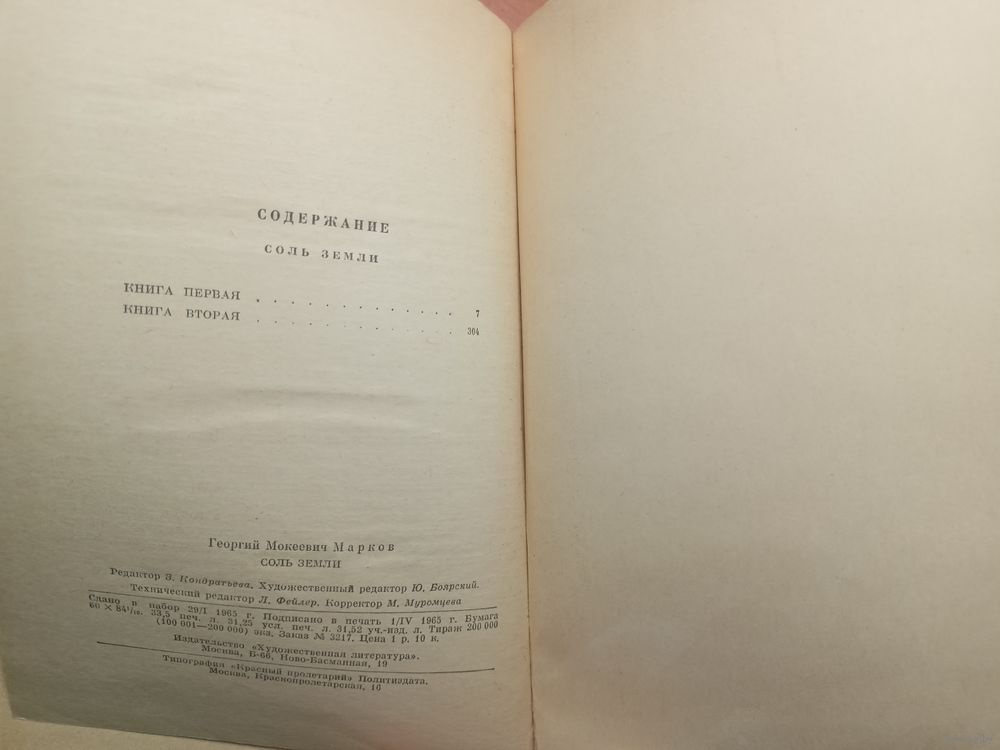 СОДЕРЖАНИЕ
СОЛЬ ЗЕМЛИ
КНИГА ПЕРВАЯ . . . . . . . . . . . . 7
КНИГА ВТОРАЯ . . . . . . . . . . . . 304
Георгий Мокеевич Марков
СОЛЬ ЗЕМЛИ
Редактор З. Кондратьева. Художественный редактор Ю. Боярский.
Технический редактор Л. Фейлер. Корректор М. Муромцева
Сдано в набор 29/I 1965 г. Подписано в печать 1/IV 1965 г. Бумага
60 × 84¹/₁₆. 33,5 печ. л. 31,25 усл. печ. л. 31,52 уч.-изд. л. Тираж 200 000
(100 001—200 000) экз. Заказ № 3217. Цена 1 р. 10 к.
Издательство «Художественная литература».
Москва, Б-66, Ново-Басманная, 19
Типография «Красный пролетарий» Политиздата.
Москва, Краснопролетарская, 16